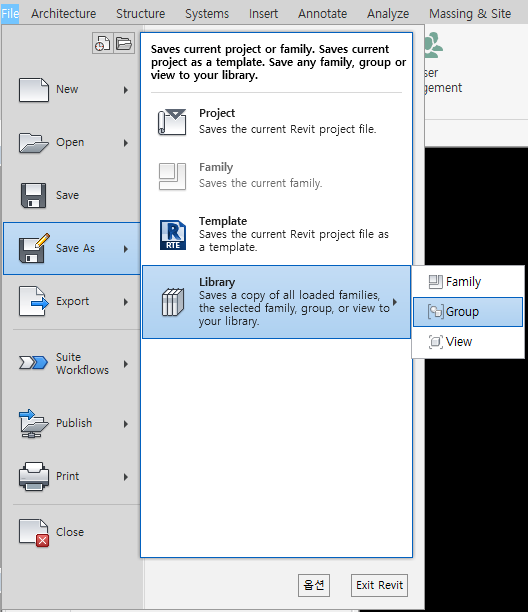 File Architecture Structure Systems Insert Annotate Analyze Massing & Site
Saves current project or family. Saves current
project as a template. Save any family, group or
view to your library.
New
Open
Save
Save As
Export
Suite
Workflows
Publish
Print
Close
Project
Saves the current Revit project file.
Family
Saves the current family.
RTE
Template
Saves the current Revit project file as
a template.
Library
Saves a copy of all loaded families,
the selected family, group, or view to
your library.
Family
Group
View
옵션
Exit Revit